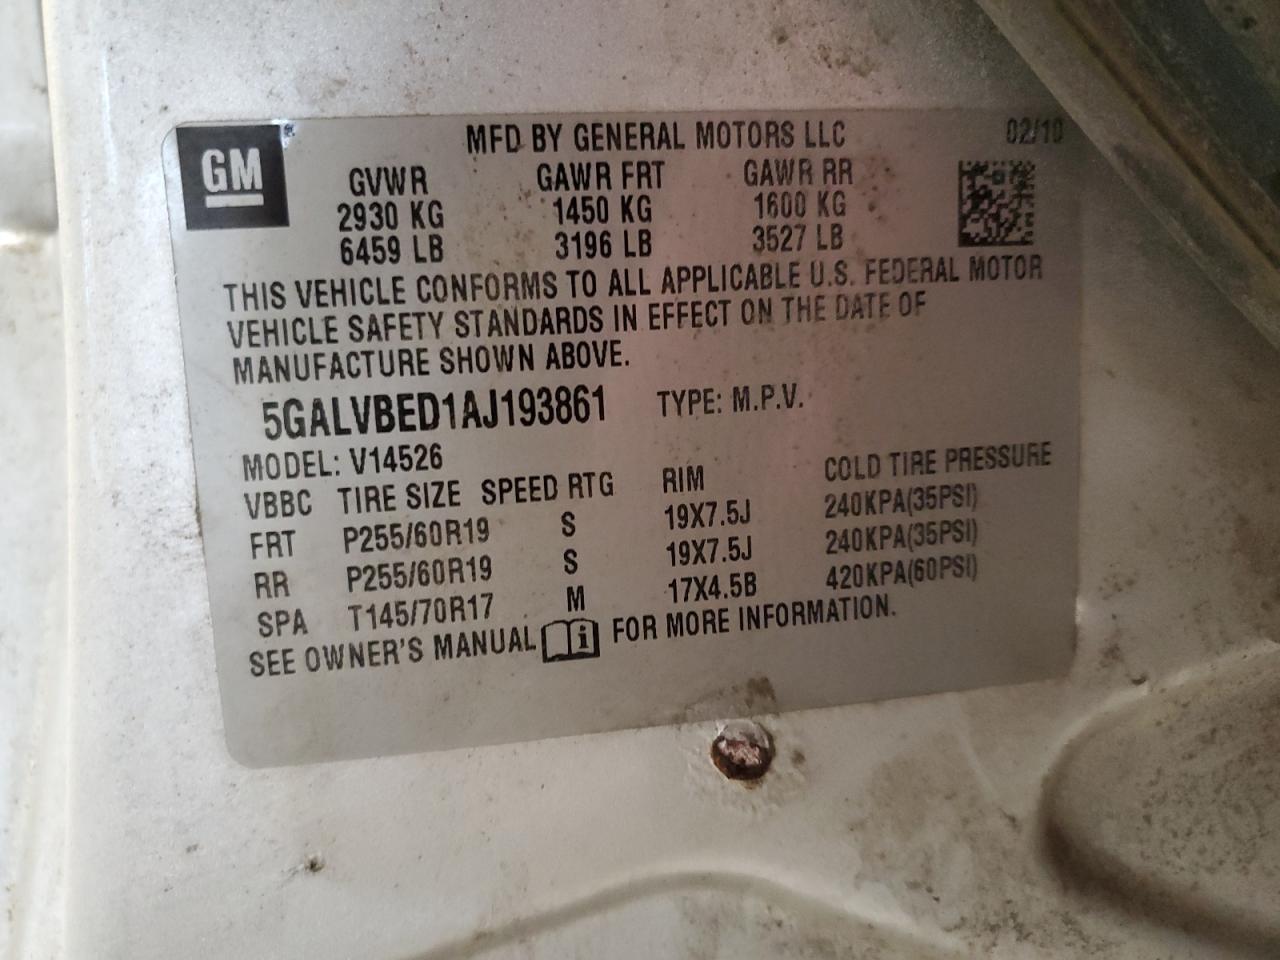 GM
MFD BY GENERAL MOTORS LLC 02/10
GVWR GAWR FRT GAWR RR
2930 KG 1450 KG 1600 KG
6459 LB 3196 LB 3527 LB
THIS VEHICLE CONFORMS TO ALL APPLICABLE U.S. FEDERAL MOTOR
VEHICLE SAFETY STANDARDS IN EFFECT ON THE DATE OF
MANUFACTURE SHOWN ABOVE.
5GALVBED1AJ193861 TYPE: M.P.V.
MODEL: V14526
VBBC TIRE SIZE SPEED RTG RIM COLD TIRE PRESSURE
FRT P255/60R19 S 19X7.5J 240KPA(35PSI)
RR P255/60R19 S 19X7.5J 240KPA(35PSI)
SPA T145/70R17 M 17X4.5B 420KPA(60PSI)
SEE OWNER'S MANUAL i FOR MORE INFORMATION.